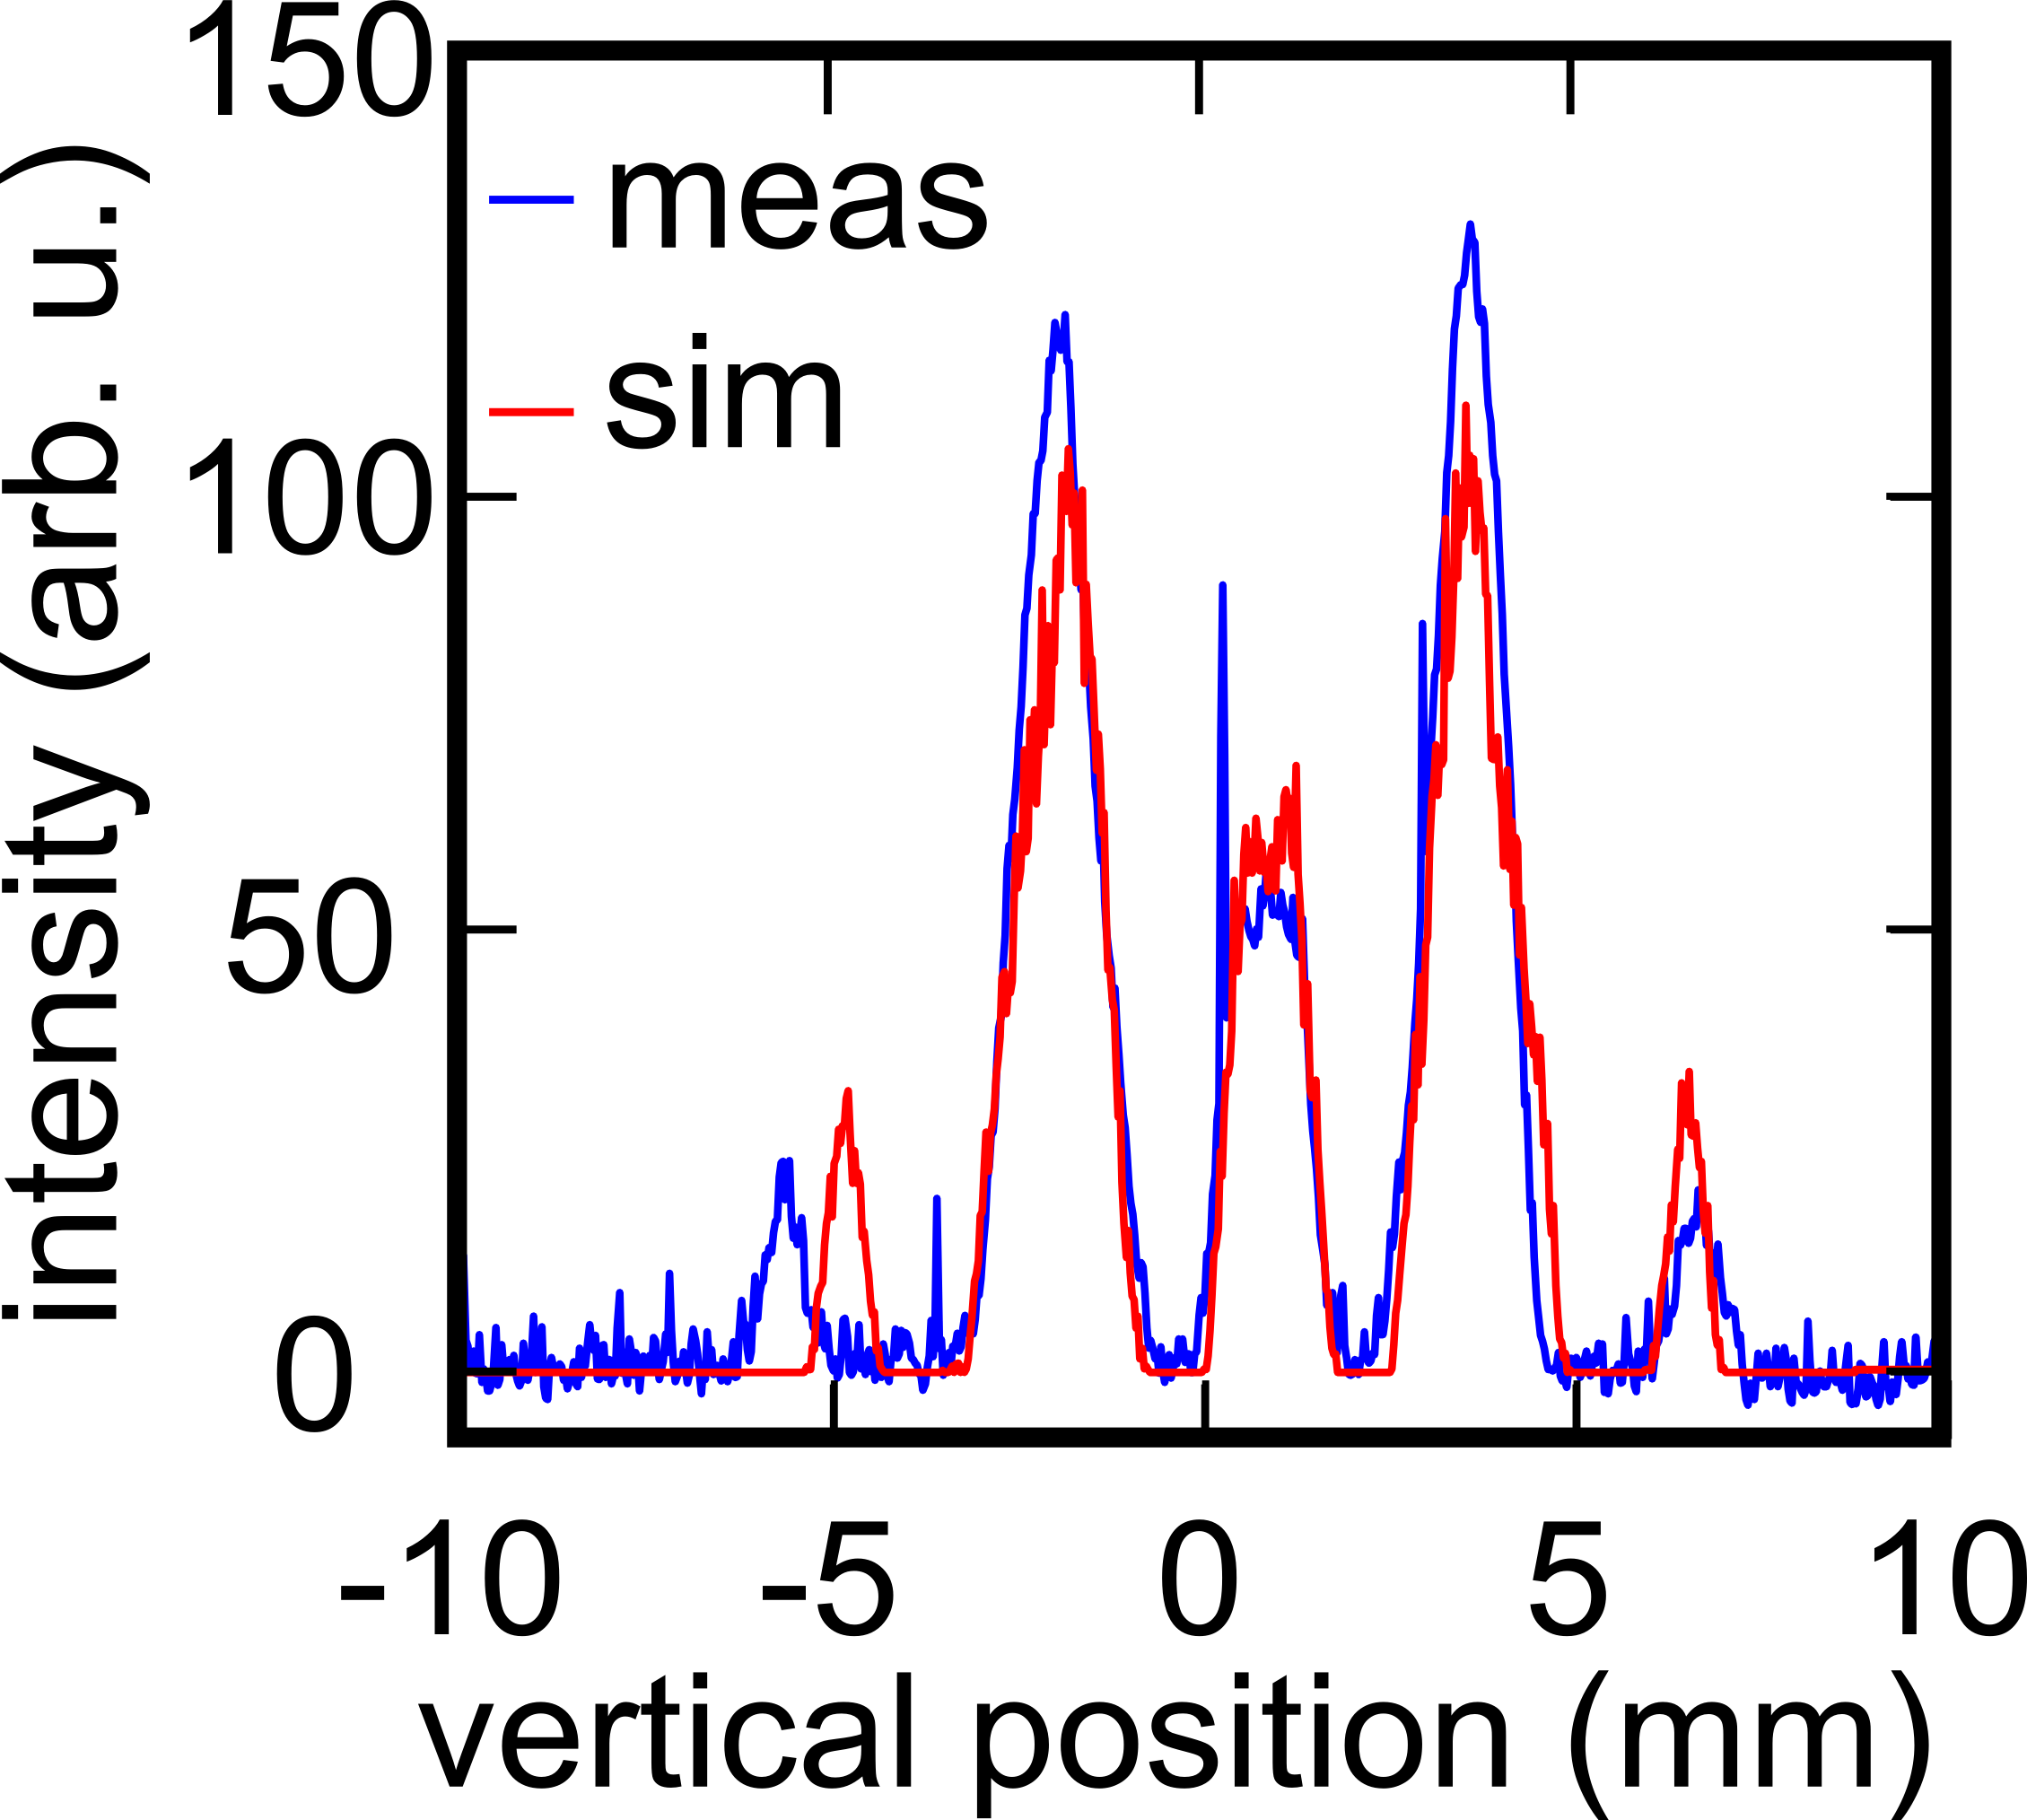 150
meas
sim
100
50
0
intensity (arb. u.)
-10 -5 0 5 10
vertical position (mm)